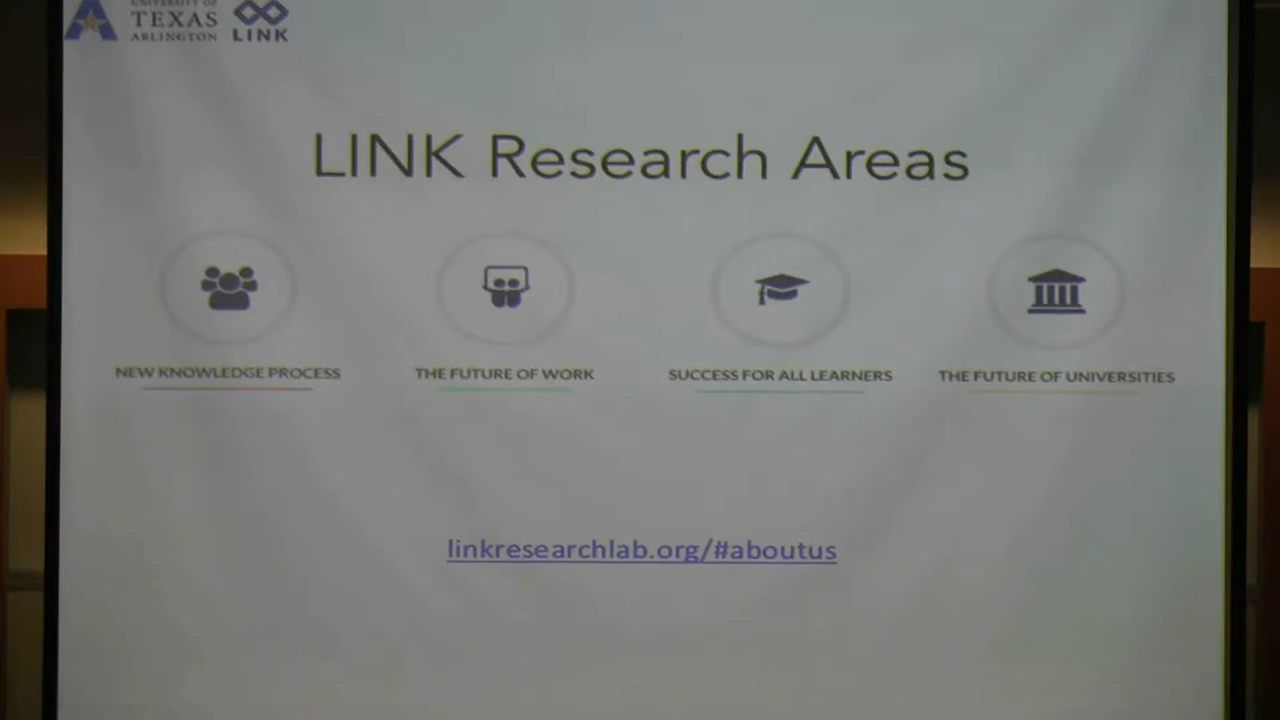 UNIVERSITY OF
TEXAS
ARLINGTON
LINK
LINK Research Areas
NEW KNOWLEDGE PROCESS
THE FUTURE OF WORK
SUCCESS FOR ALL LEARNERS
THE FUTURE OF UNIVERSITIES
linkresearchlab.org/#aboutus